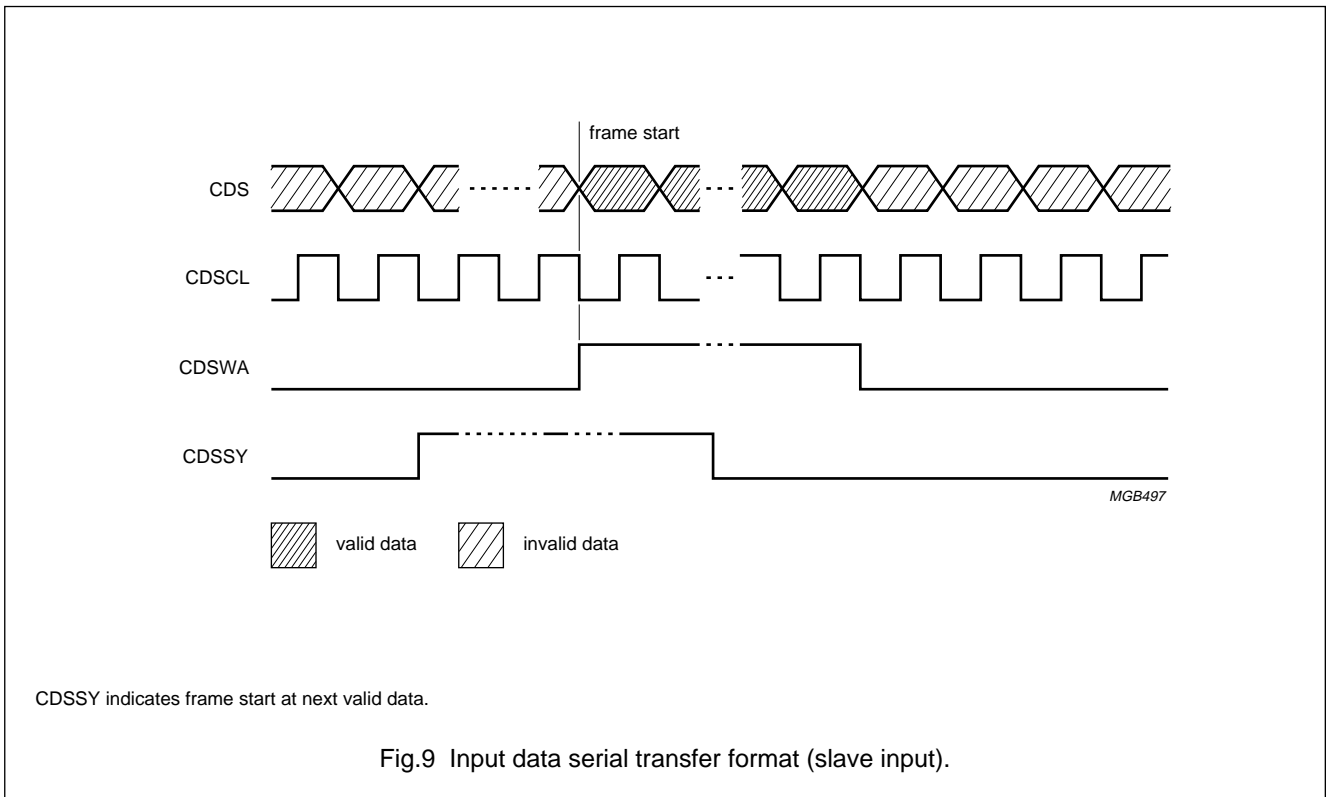 frame start
CDS
CDSCL
CDSWA
CDSSY
MGB497
valid data
invalid data
CDSSY indicates frame start at next valid data.
Fig.9 Input data serial transfer format (slave input).